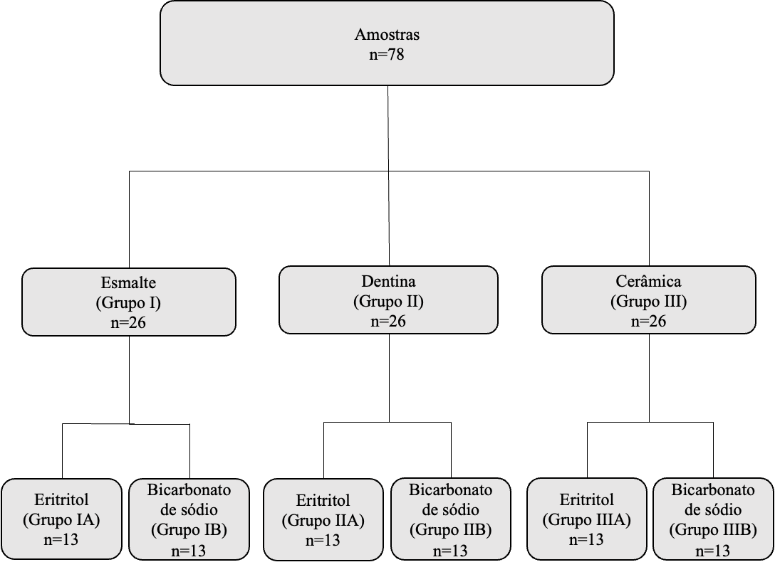 Amostras
n=78
Esmalte
(Grupo I)
n=26
Dentina
(Grupo II)
n=26
Cerâmica
(Grupo III)
n=26
Eritritol
(Grupo IA)
n=13
Bicarbonato
de sódio
(Grupo IB)
n=13
Eritritol
(Grupo IIA)
n=13
Bicarbonato
de sódio
(Grupo IIB)
n=13
Eritritol
(Grupo IIIA)
n=13
Bicarbonato
de sódio
(Grupo IIIB)
n=13